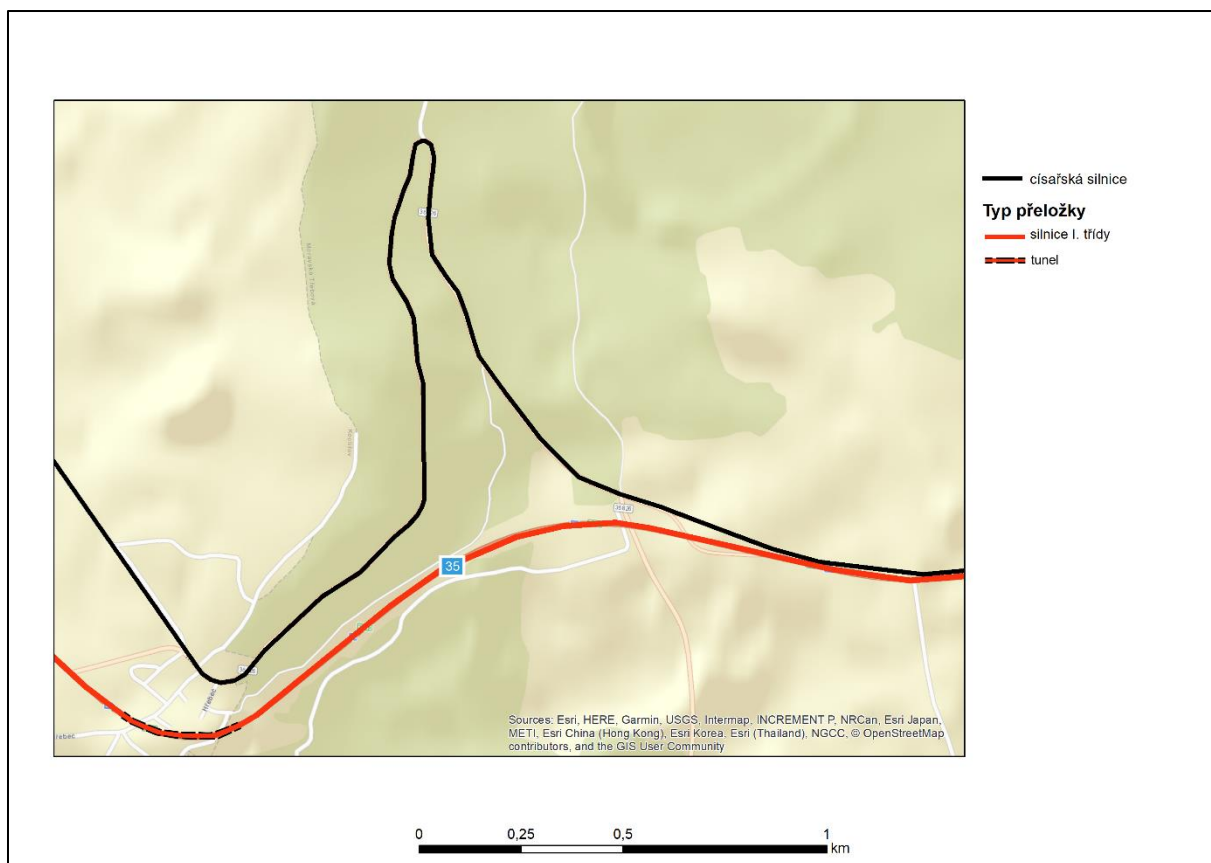 císařská silnice
Typ přeložky
silnice I. třídy
tunel
35
Hřebeč
řebeč
Sources: Esri, HERE, Garmin, USGS, Intermap, INCREMENT P, NRCan, Esri Japan,
METI, Esri China (Hong Kong), Esri Korea, Esri (Thailand), NGCC, © OpenStreetMap
contributors, and the GIS User Community
0 0,25 0,5 1
km